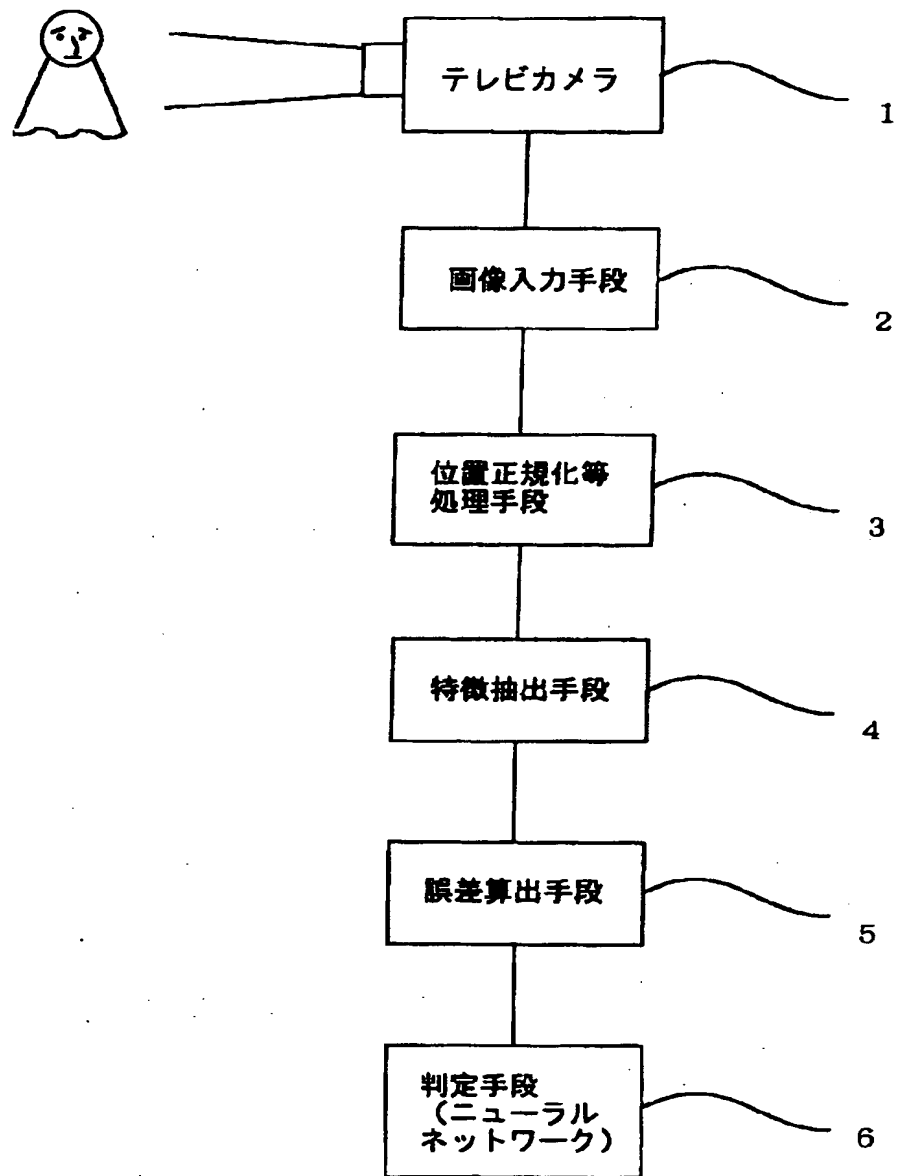 テレビカメラ
1
画像入力手段
2
位置正規化等
処理手段
3
特徴抽出手段
4
誤差算出手段
5
判定手段
（ニューラル
ネットワーク）
6